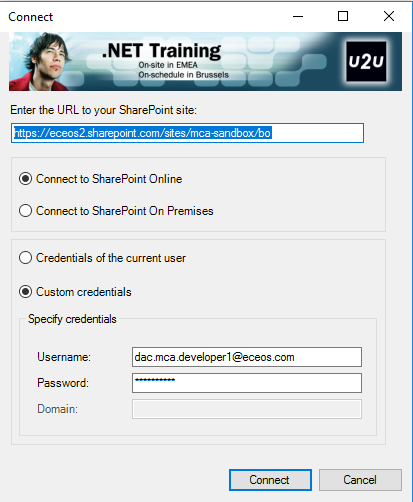 Connect
.NET Training
On-site in EMEA
On-schedule in Brussels
U2U
Enter the URL to your SharePoint site:
https://eceos2.sharepoint.com/sites/mca-sandbox/bo
Connect to SharePoint Online
Connect to SharePoint On Premises
Credentials of the current user
Custom credentials
Specify credentials
Username: dac.mca.developer1@eceos.com
Password: **********
Domain:
Connect Cancel